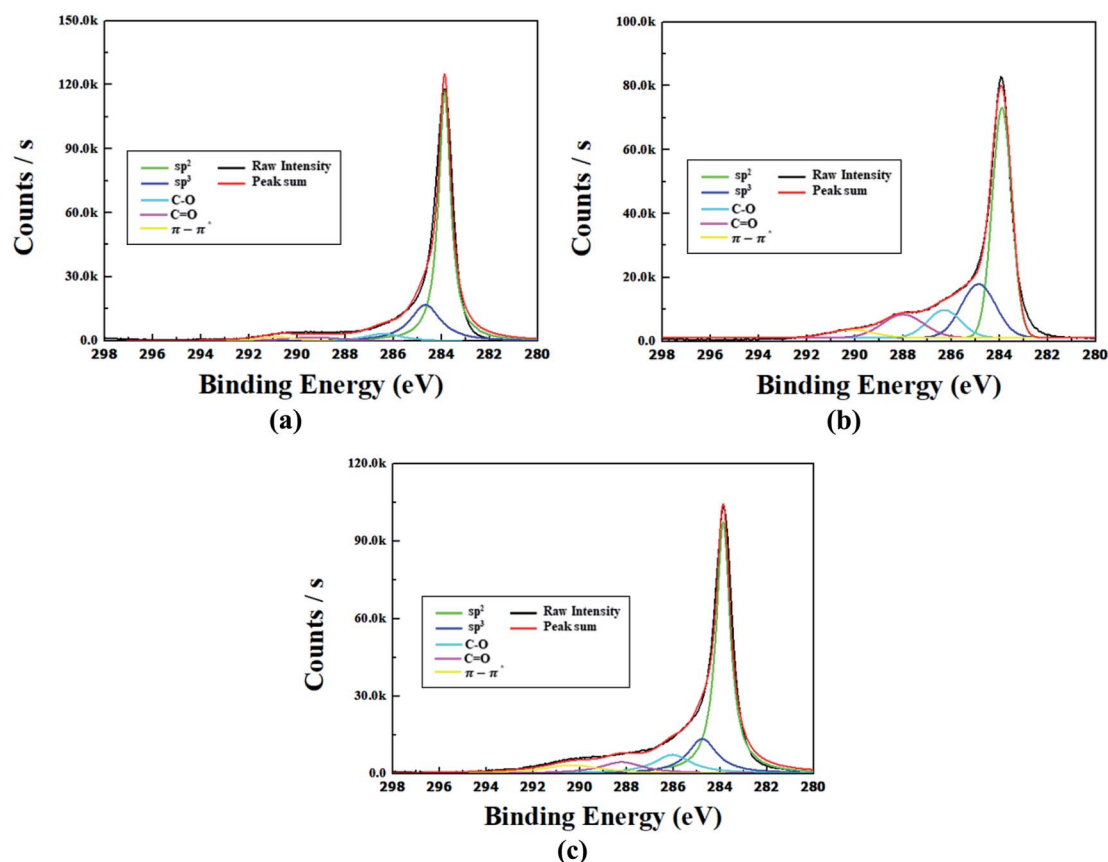 150.0k
120.0k
90.0k
60.0k
30.0k
0.0
Counts / s
sp² Raw Intensity
sp³ Peak sum
C-O
C=O
π − π*
298 296 294 292 290 288 286 284 282 280
Binding Energy (eV)
(a)
100.0k
80.0k
60.0k
40.0k
20.0k
0.0
Counts / s
sp² Raw Intensity
sp³ Peak sum
C-O
C=O
π − π*
298 296 294 292 290 288 286 284 282 280
Binding Energy (eV)
(b)
120.0k
90.0k
60.0k
30.0k
0.0
Counts / s
sp² Raw Intensity
sp³ Peak sum
C-O
C=O
π − π*
298 296 294 292 290 288 286 284 282 280
Binding Energy (eV)
(c)